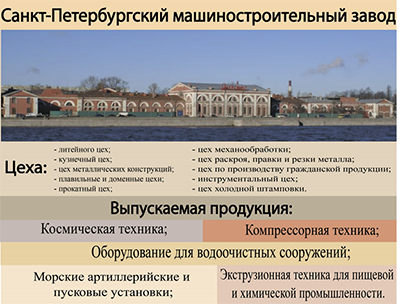 Санкт-Петербургский машиностроительный завод
Цеха:
- литейного цех;
- кузнечный цех;
- цех металлических конструкций;
- плавильные и доменные цехи;
- прокатный цех;
- цех механообработки;
- цех раскроя, правки и резки металла;
- цех по производству гражданской продукции;
- инструментальный цех;
- цех холодной штамповки.
Выпускаемая продукция:
Космическая техника;
Компрессорная техника;
Оборудование для водоочистных сооружений;
Морские артиллерийские и
пусковые установки;
Экструзионная техника для пищевой
и химической промышленности.